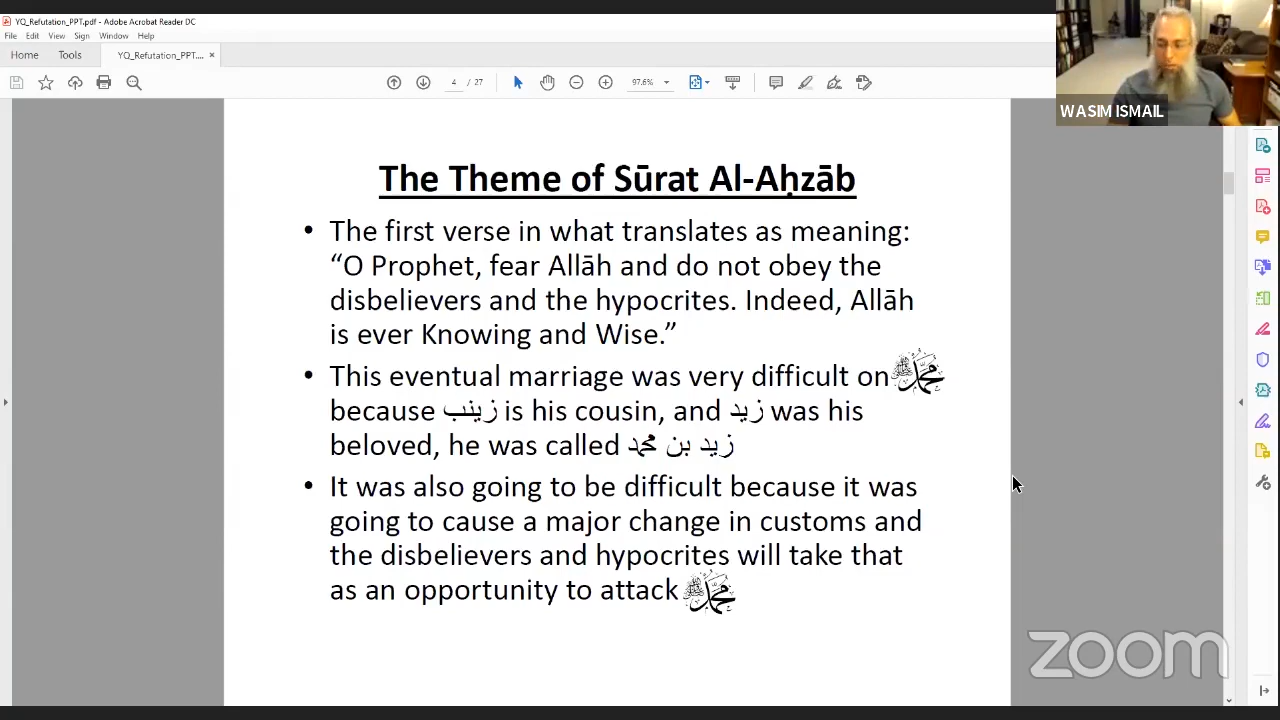 YQ_Refutation_PPT.pdf - Adobe Acrobat Reader DC
File Edit View Sign Window Help
Home Tools YQ_Refutation_PPT.... ×
4 / 27 97.6%
WASIM ISMAIL
The Theme of Sūrat Al-Aḥzāb
• The first verse in what translates as meaning:
“O Prophet, fear Allāh and do not obey the
disbelievers and the hypocrites. Indeed, Allāh
is ever Knowing and Wise.”
• This eventual marriage was very difficult on محمد ﷺ
because زينب is his cousin, and زيد was his
beloved, he was called زيد بن محمد
• It was also going to be difficult because it was
going to cause a major change in customs and
the disbelievers and hypocrites will take that
as an opportunity to attack محمد ﷺ
zoom